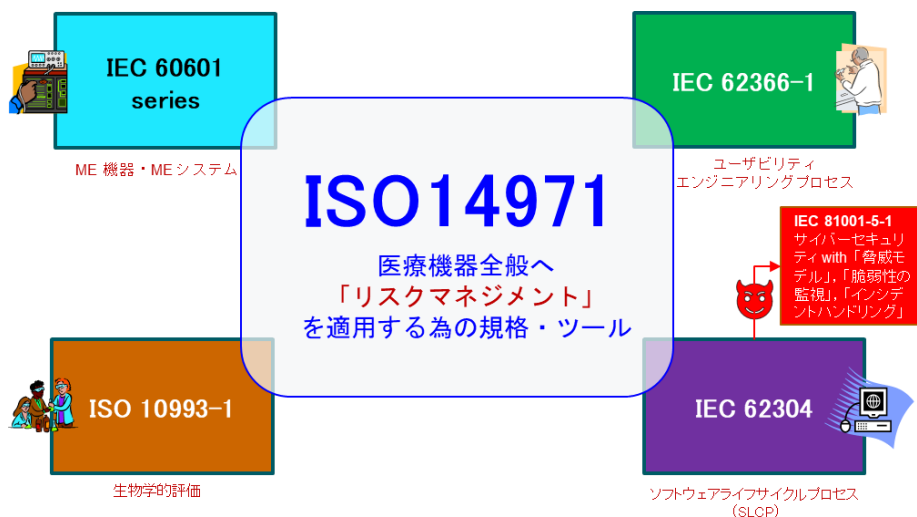 IEC 60601
series
ME 機器・MEシステム
IEC 62366-1
ユーザビリティ
エンジニアリングプロセス
ISO14971
医療機器全般へ
「リスクマネジメント」
を適用する為の規格・ツール
IEC 81001-5-1
サイバーセキュリ
ティ with「脅威モ
デル」,「脆弱性の
監視」,「インシデ
ントハンドリング」
ISO 10993-1
生物学的評価
IEC 62304
ソフトウェアライフサイクルプロセス
(SLCP)